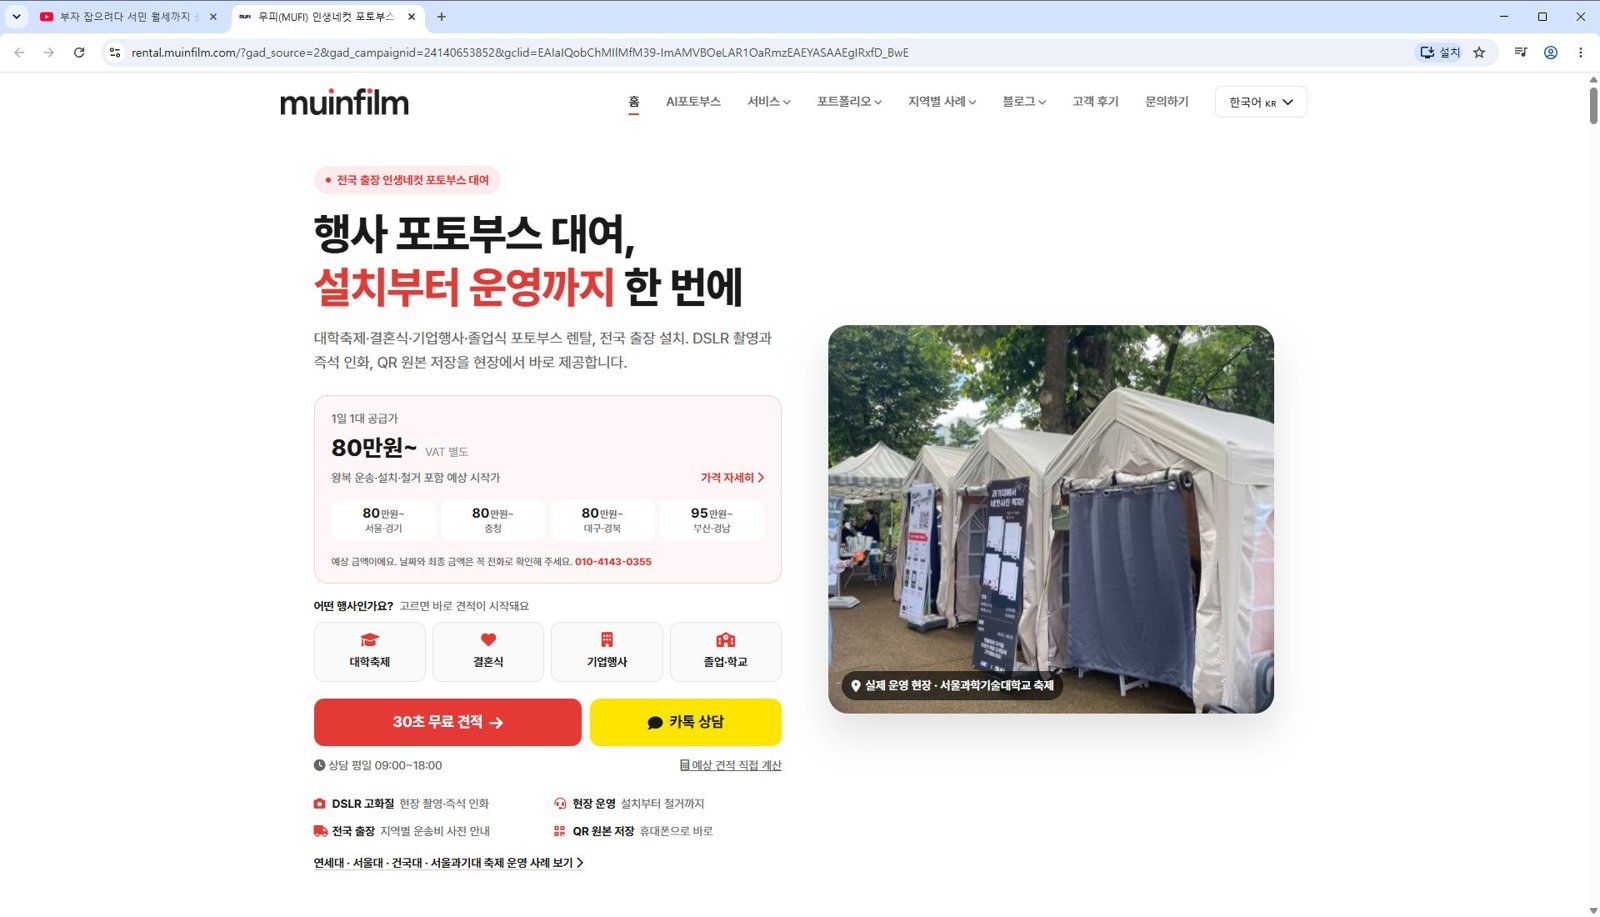 부자 잡으려다 서민 월세까지
무피(MUFI) 인생네컷 포토부스
rental.muinfilm.com/?gad_source=2&gad_campaignid=24140653852&gclid=EAIaIQobChMIlMfM39-ImAMVBOeLAR1OaRmzEAEYASAAEgIRxfD_BwE
설치
muinfilm
홈
AI포토부스
서비스
포트폴리오
지역별 사례
블로그
고객 후기
문의하기
한국어 KR
전국 출장 인생네컷 포토부스 대여
행사 포토부스 대여,
설치부터 운영까지 한 번에
대학축제·결혼식·기업행사·졸업식 포토부스 렌탈, 전국 출장 설치. DSLR 촬영과
즉석 인화, QR 원본 저장을 현장에서 바로 제공합니다.
1일 1대 공급가
80만원~ VAT 별도
왕복 운송·설치·철거 포함 예상 시작가
가격 자세히
80만원~
서울·경기
80만원~
충청
80만원~
대구·경북
95만원~
부산·경남
예상 금액이에요. 날짜와 최종 금액은 꼭 전화로 확인해 주세요. 010-4143-0355
어떤 행사인가요? 고르면 바로 견적이 시작돼요
대학축제
결혼식
기업행사
졸업·학교
30초 무료 견적 →
카톡 상담
상담 평일 09:00~18:00
예상 견적 직접 계산
DSLR 고화질 현장 촬영·즉석 인화
현장 운영 설치부터 철거까지
전국 출장 지역별 운송비 사전 안내
QR 원본 저장 휴대폰으로 바로
연세대 · 서울대 · 건국대 · 서울과기대 축제 운영 사례 보기
실제 운영 현장 · 서울과학기술대학교 축제